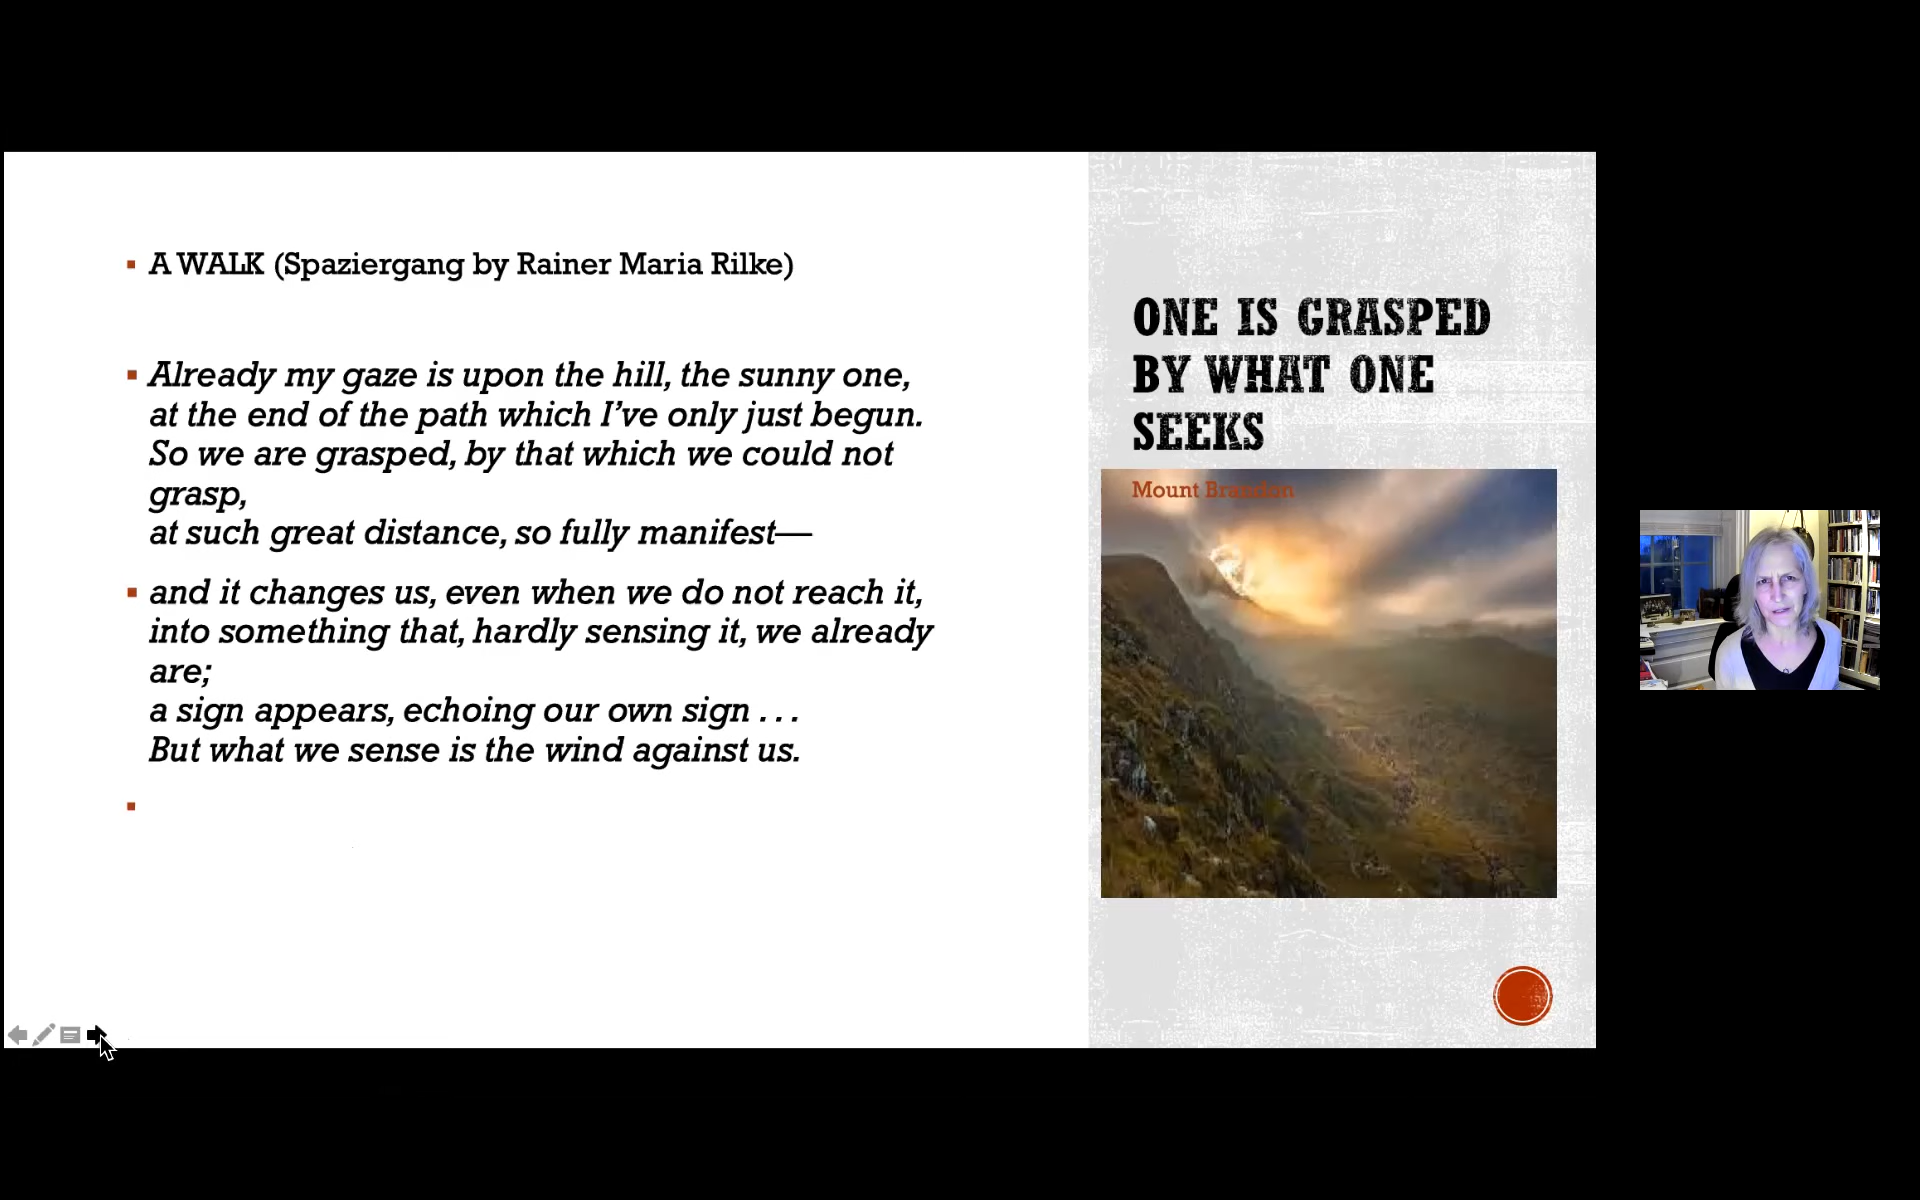 A WALK (Spaziergang by Rainer Maria Rilke)
Already my gaze is upon the hill, the sunny one,
at the end of the path which I’ve only just begun.
So we are grasped, by that which we could not
grasp,
at such great distance, so fully manifest—
and it changes us, even when we do not reach it,
into something that, hardly sensing it, we already
are;
a sign appears, echoing our own sign . . .
But what we sense is the wind against us.
ONE IS GRASPED
BY WHAT ONE
SEEKS
Mount Brandon